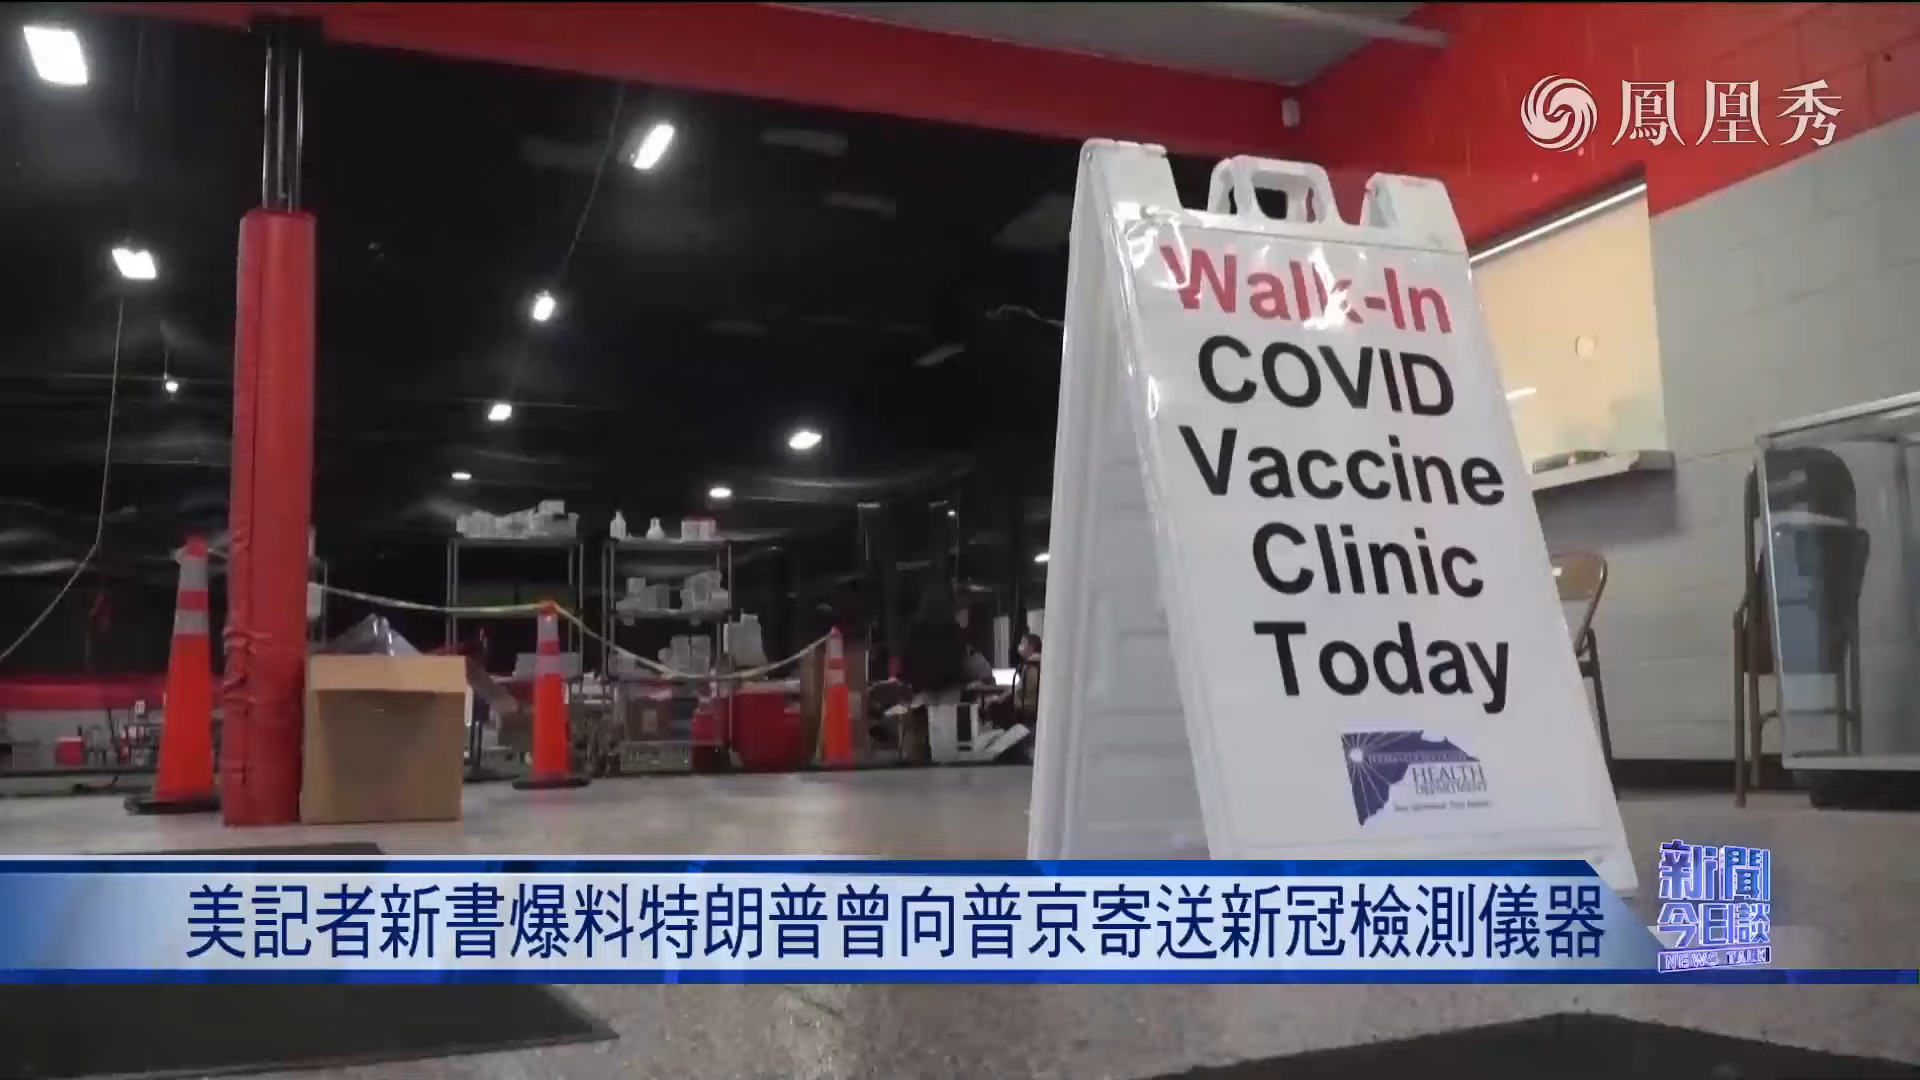 鳳凰秀
Walk-In
COVID
Vaccine
Clinic
Today
HEALTH
DEPARTMENT
美記者新書爆料特朗普曾向普京寄送新冠檢測儀器
新聞
今日談
NEWS TALK